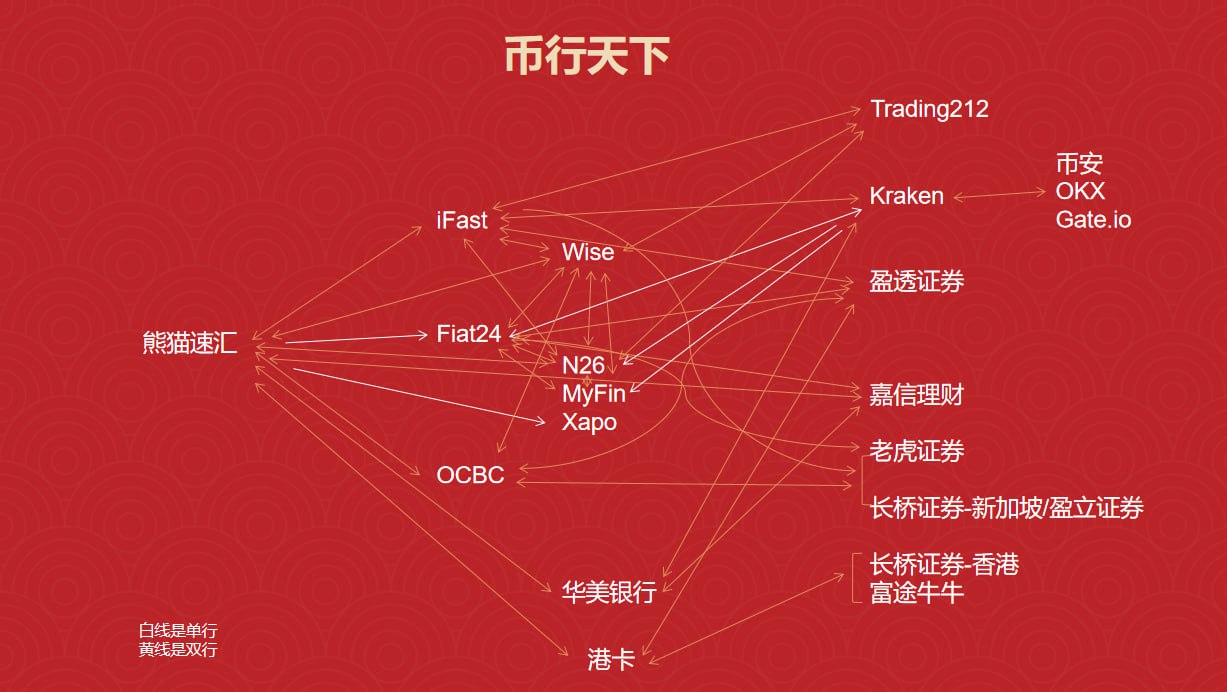 币行天下
Trading212
币安
Kraken
OKX
Gate.io
iFast
Wise
盈透证券
熊猫速汇
Fiat24
N26
MyFin
嘉信理财
Xapo
老虎证券
OCBC
长桥证券-新加坡/盈立证券
长桥证券-香港
华美银行
富途牛牛
白线是单行
黄线是双行
港卡